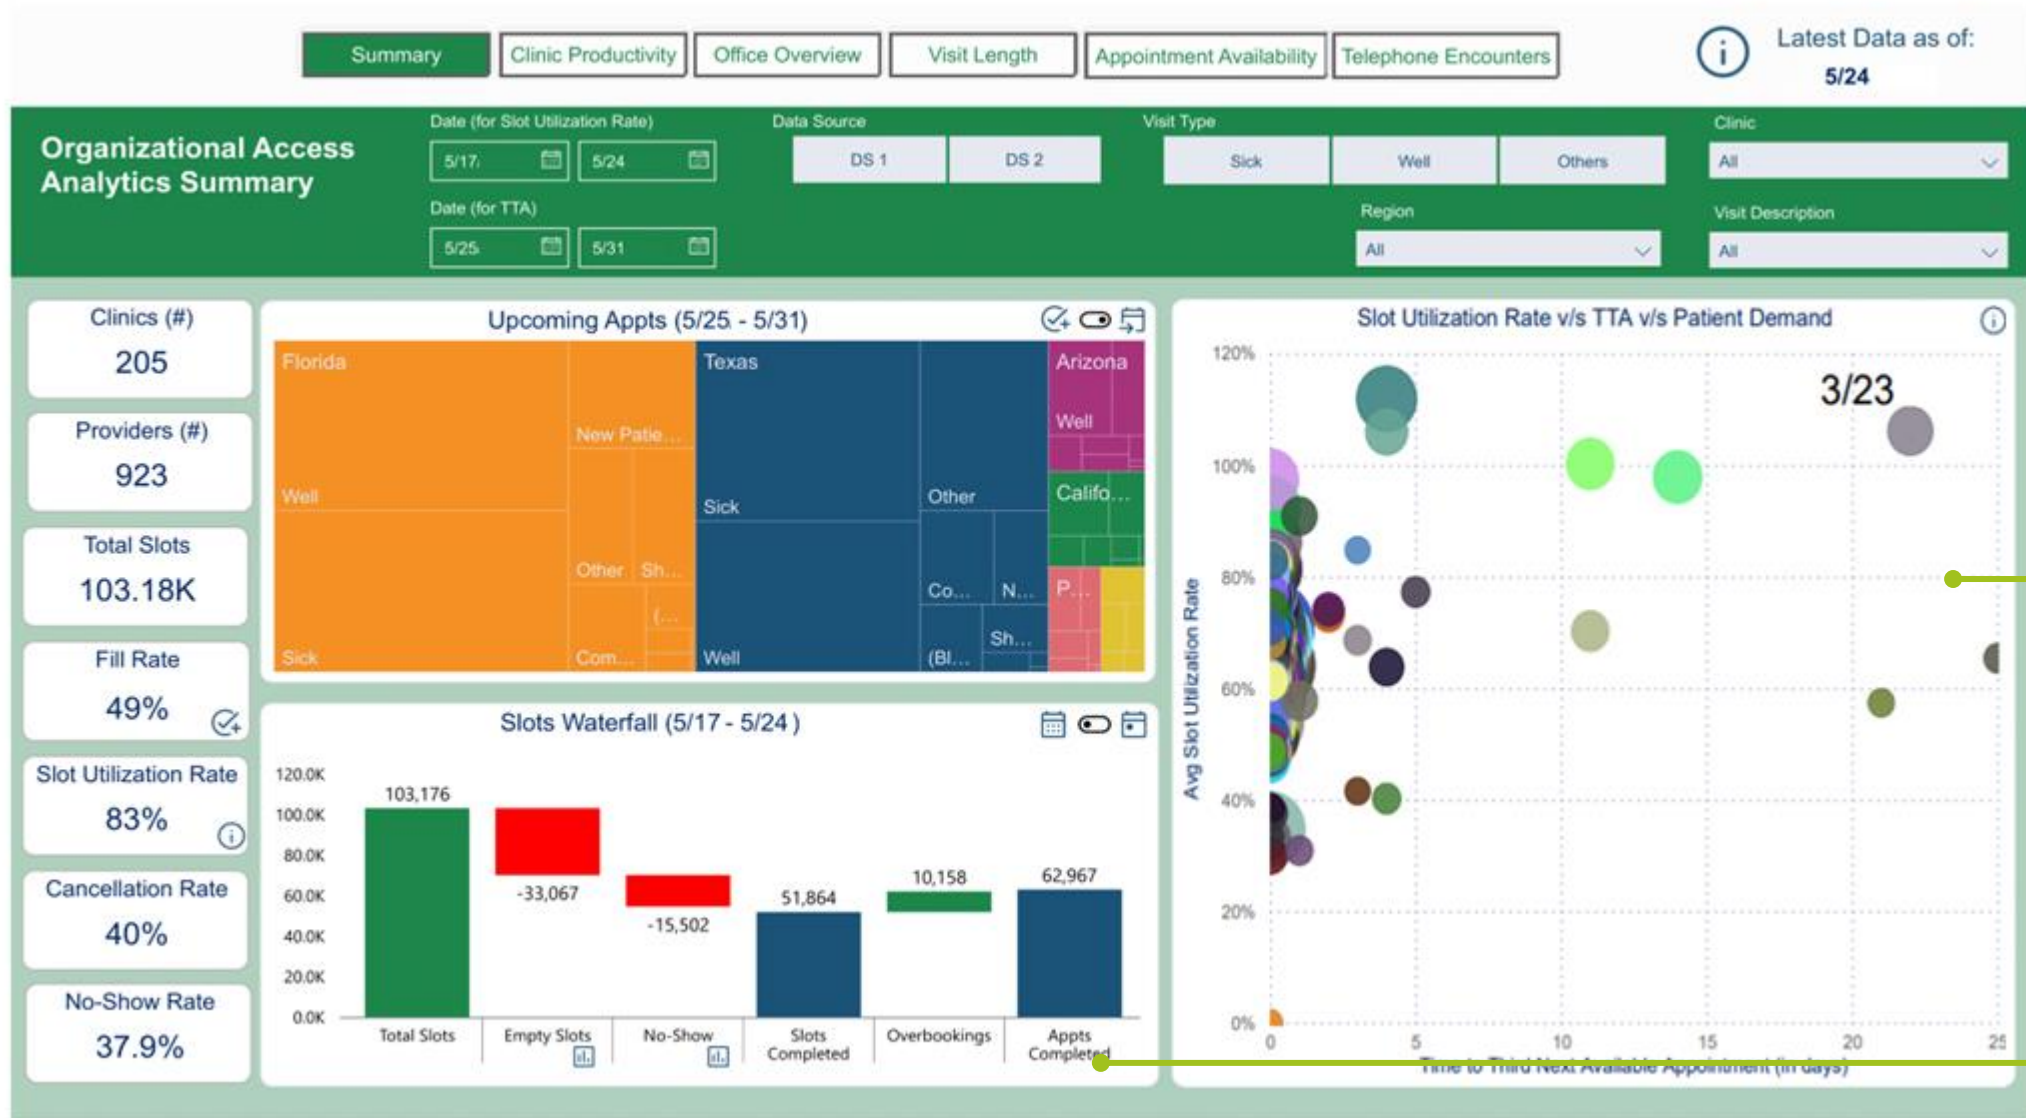 Summary
Clinic Productivity
Office Overview
Visit Length
Appointment Availability
Telephone Encounters
Latest Data as of:
5/24
Organizational Access
Analytics Summary
Date (for Slot Utilization Rate)
5/17
5/24
Date (for TTA)
5/25
5/31
Data Source
DS 1
DS 2
Visit Type
Sick
Well
Others
Clinic
All
Region
All
Visit Description
All
Clinics (#)
205
Providers (#)
923
Total Slots
103.18K
Fill Rate
49%
Slot Utilization Rate
83%
Cancellation Rate
40%
No-Show Rate
37.9%
Upcoming Appts (5/25 - 5/31)
Florida
Well
Sick
New Patie...
Other
Sh...
(...
Com...
Texas
Sick
Well
Other
Co...
N...
Sh...
(Bl...
Arizona
Well
Califo...
P...
Slots Waterfall (5/17 - 5/24 )
120.0K
100.0K
80.0K
60.0K
40.0K
20.0K
0.0K
103,176
-33,067
-15,502
51,864
10,158
62,967
Total Slots
Empty Slots
No-Show
Slots
Completed
Overbookings
Appts
Completed
Slot Utilization Rate v/s TTA v/s Patient Demand
3/23
Avg Slot Utilization Rate
120%
100%
80%
60%
40%
20%
0%
0
5
10
15
20
25
Time to Third Next Available Appointment (in days)